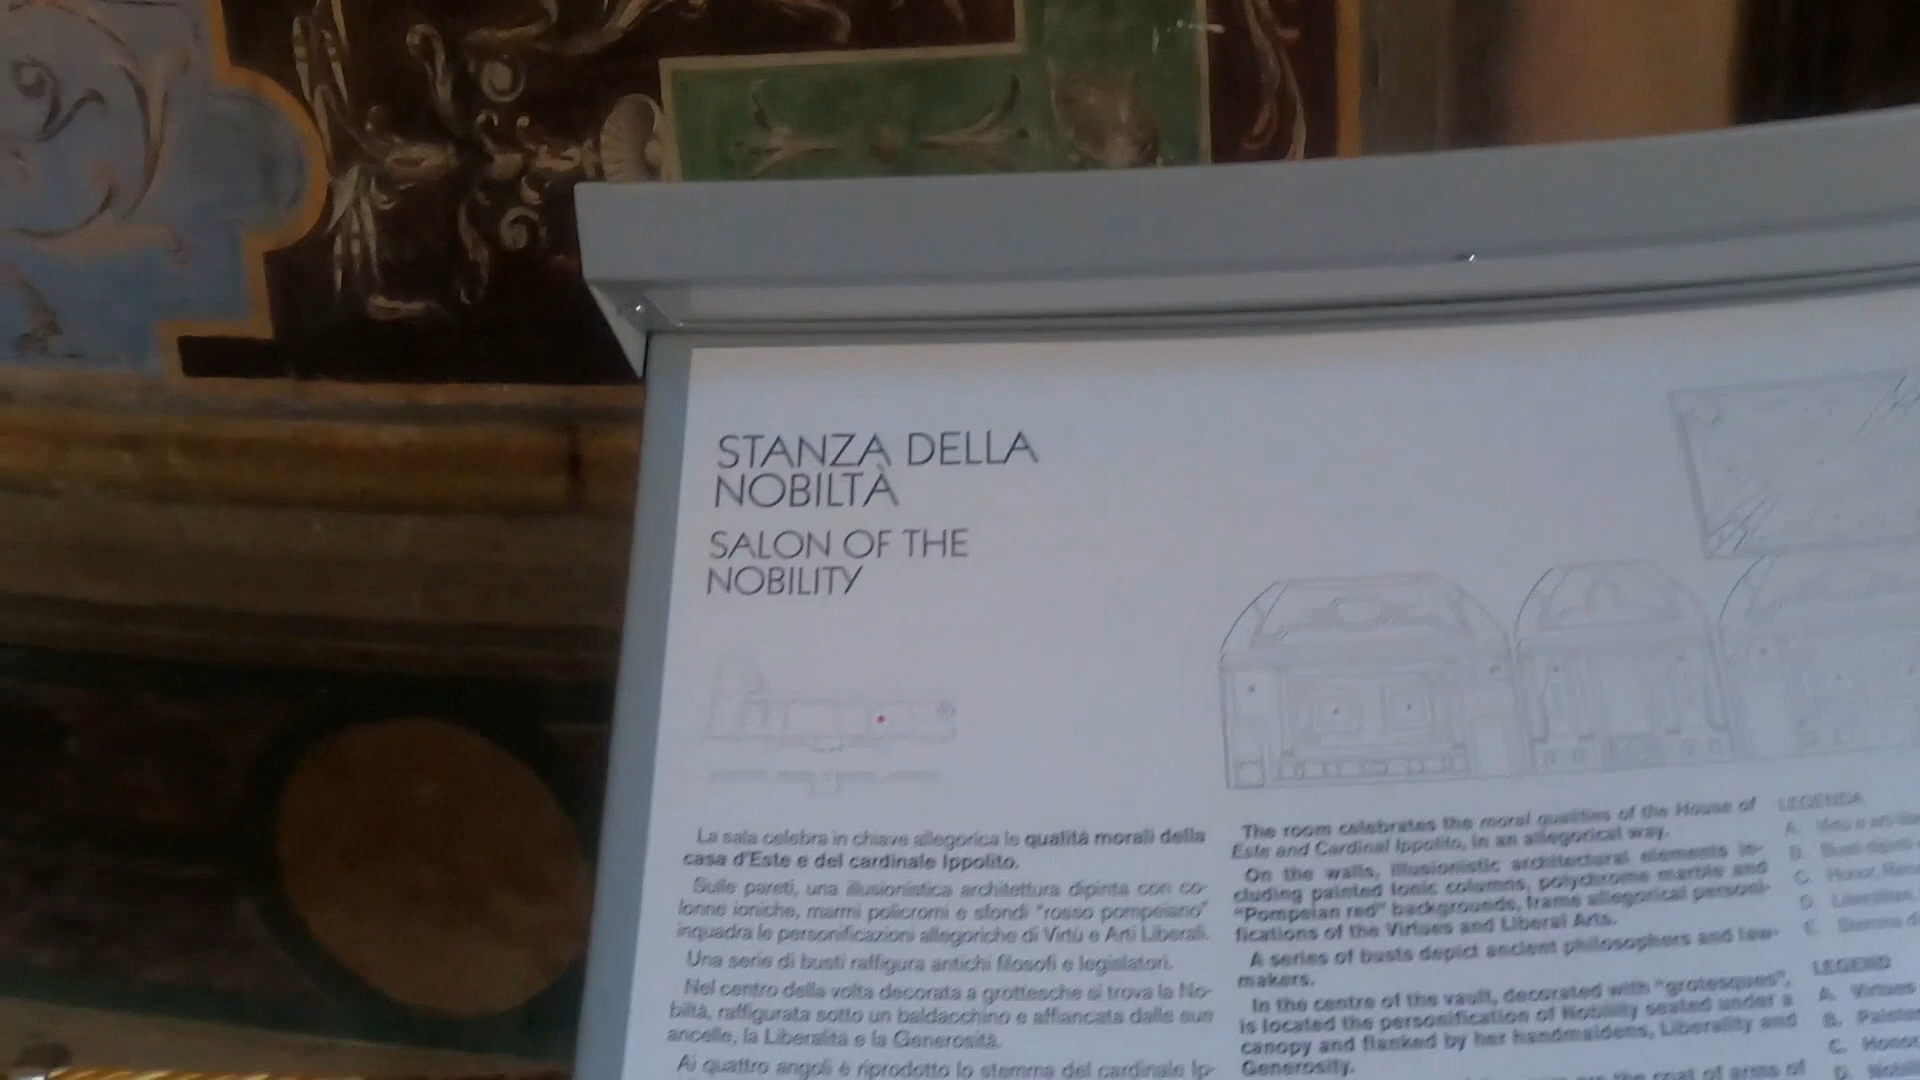 STANZA DELLA
NOBILTÀ
SALON OF THE
NOBILITY
La sala celebra in chiave allegorica le qualità morali della
casa d'Este e del cardinale Ippolito.
Sulle pareti, una illusionistica architettura dipinta con co-
lonne ioniche, marmi policromi e sfondi "rosso pompeiano"
inquadra le personificazioni allegoriche di Virtù e Arti Liberali.
Una serie di busti raffigura antichi filosofi e legislatori.
Nel centro della volta decorata a grottesche si trova la No-
biltà, raffigurata sotto un baldacchino e affiancata dalle sue
ancelle, la Liberalità e la Generosità.
Ai quattro angoli è riprodotto lo stemma del cardinale Ip-
The room celebrates the moral qualities of the House of
Este and Cardinal Ippolito, in an allegorical way.
On the walls, illusionistic architectural elements in-
cluding painted Ionic columns, polychrome marble and
"Pompeian red" backgrounds, frame allegorical personi-
fications of the Virtues and Liberal Arts.
A series of busts depict ancient philosophers and law-
makers.
In the centre of the vault, decorated with "grotesques",
is located the personification of Nobility seated under a
canopy and flanked by her handmaidens, Liberality and
Generosity.
are the coat of arms of
LEGENDA
A.
B.
C.
D.
E.
LEGEND
A. Virtues
B.
C. Honor
D.